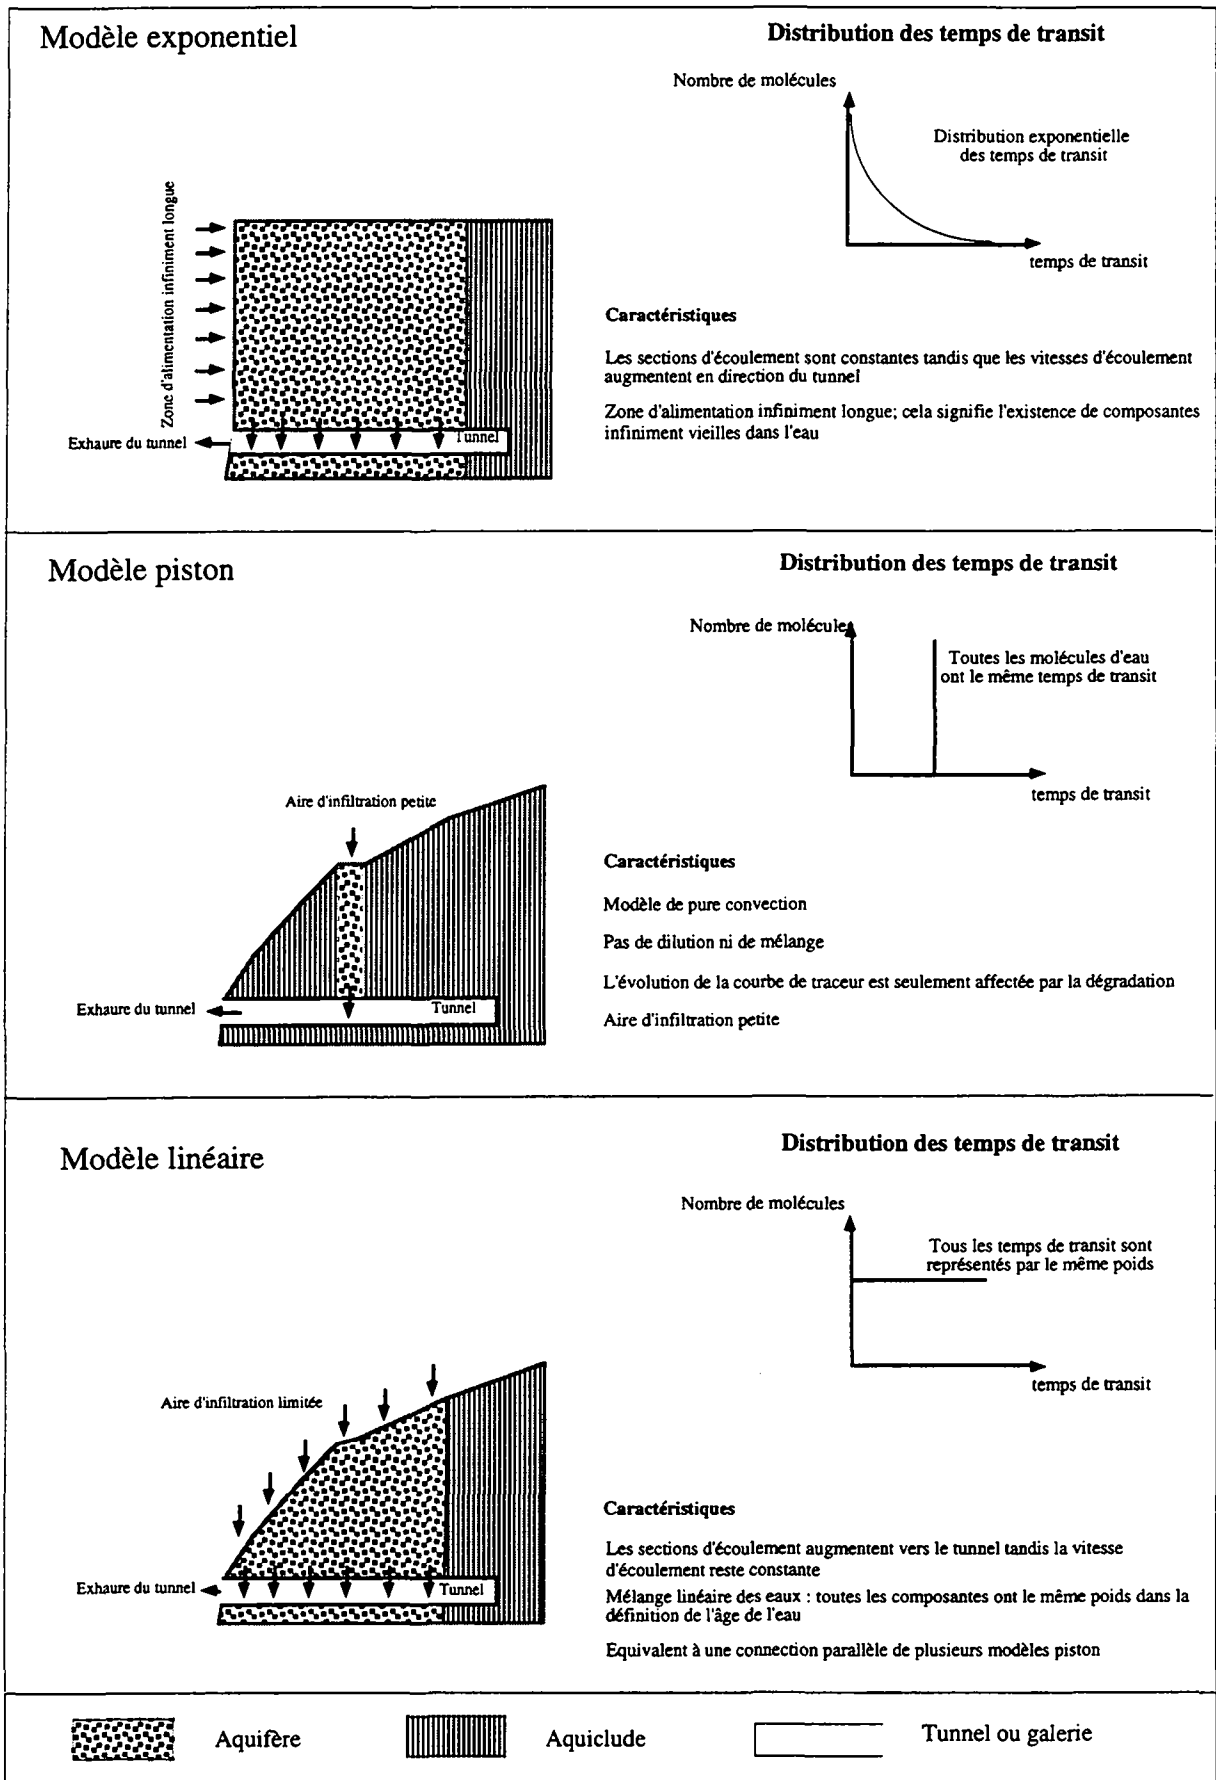 Modèle exponentiel
Distribution des temps de transit
Nombre de molécules
Distribution exponentielle
des temps de transit
temps de transit
Zone d'alimentation infiniment longue
Exhaure du tunnel
Tunnel
Caractéristiques
Les sections d'écoulement sont constantes tandis que les vitesses d'écoulement
augmentent en direction du tunnel
Zone d'alimentation infiniment longue; cela signifie l'existence de composantes
infiniment vieilles dans l'eau
Modèle piston
Distribution des temps de transit
Nombre de molécules
Toutes les molécules d'eau
ont le même temps de transit
temps de transit
Aire d'infiltration petite
Exhaure du tunnel
Tunnel
Caractéristiques
Modèle de pure convection
Pas de dilution ni de mélange
L'évolution de la courbe de traceur est seulement affectée par la dégradation
Aire d'infiltration petite
Modèle linéaire
Distribution des temps de transit
Nombre de molécules
Tous les temps de transit sont
représentés par le même poids
temps de transit
Aire d'infiltration limitée
Exhaure du tunnel
Tunnel
Caractéristiques
Les sections d'écoulement augmentent vers le tunnel tandis la vitesse
d'écoulement reste constante
Mélange linéaire des eaux : toutes les composantes ont le même poids dans la
définition de l'âge de l'eau
Equivalent à une connection parallèle de plusieurs modèles piston
Aquifère
Aquiclude
Tunnel ou galerie